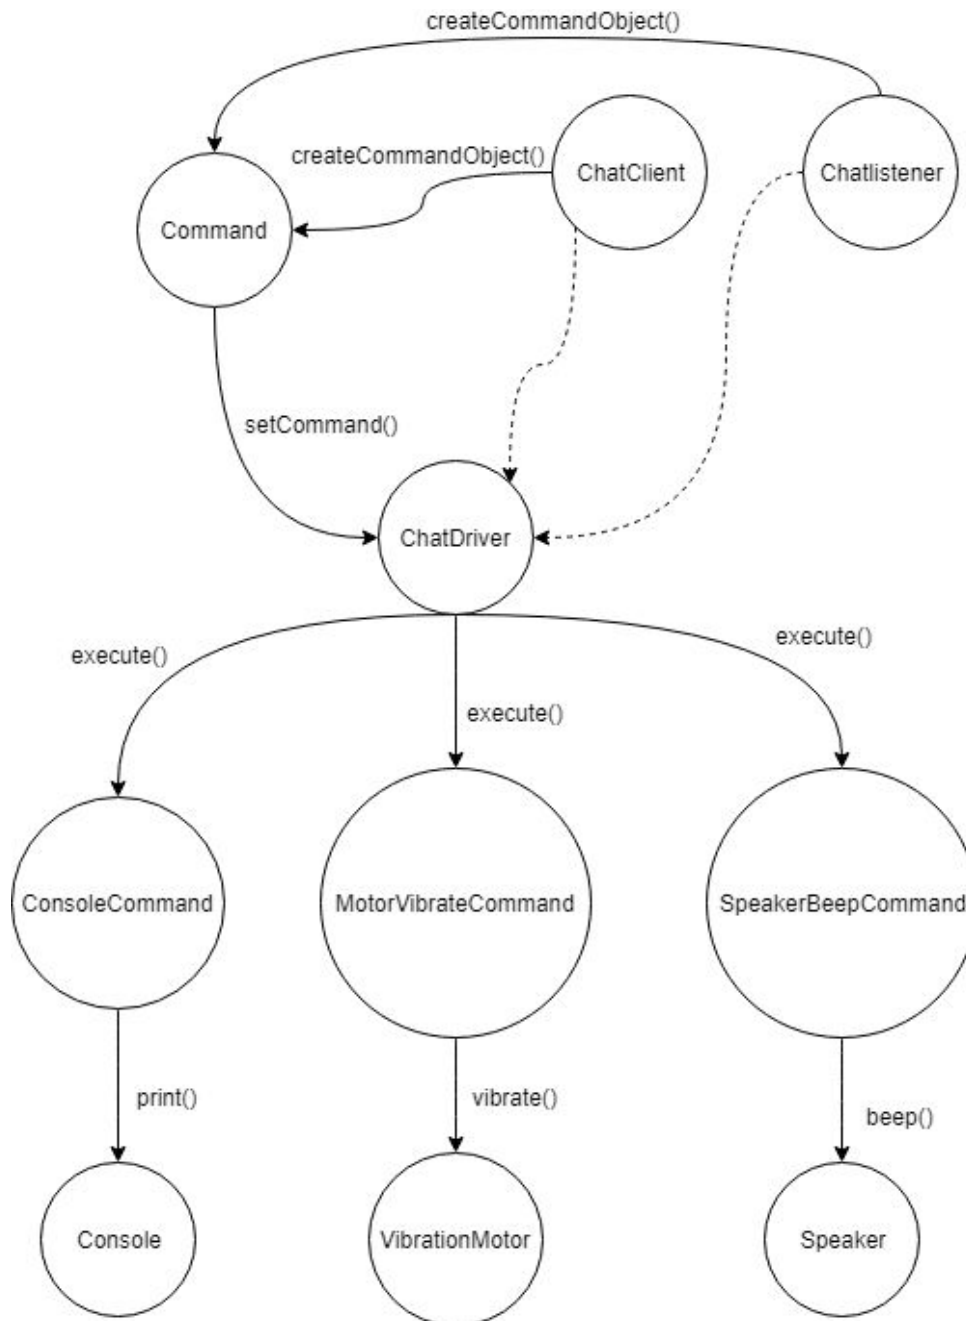 createCommandObject()
createCommandObject()
ChatClient
Chatlistener
Command
setCommand()
ChatDriver
execute()
execute()
execute()
ConsoleCommand
MotorVibrateCommand
SpeakerBeepCommand
print()
vibrate()
beep()
Console
VibrationMotor
Speaker